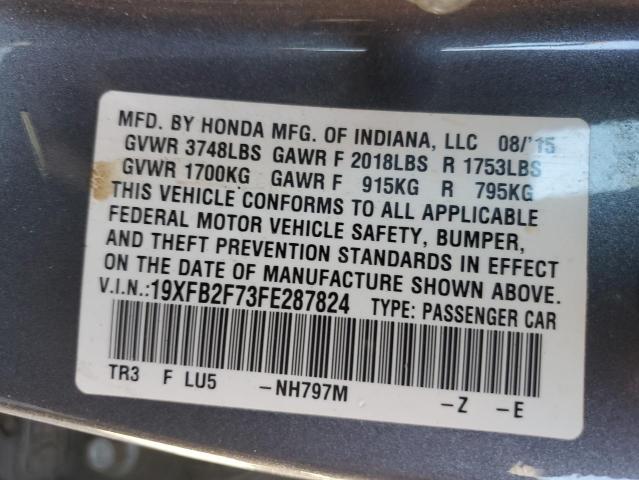 MFD. BY HONDA MFG. OF INDIANA, LLC 08/'15
GVWR 3748LBS GAWR F 2018LBS R 1753LBS
GVWR 1700KG GAWR F 915KG R 795KG
THIS VEHICLE CONFORMS TO ALL APPLICABLE
FEDERAL MOTOR VEHICLE SAFETY, BUMPER,
AND THEFT PREVENTION STANDARDS IN EFFECT
ON THE DATE OF MANUFACTURE SHOWN ABOVE.
V.I.N.:19XFB2F73FE287824 TYPE: PASSENGER CAR
TR3 F LU5 -NH797M -Z -E